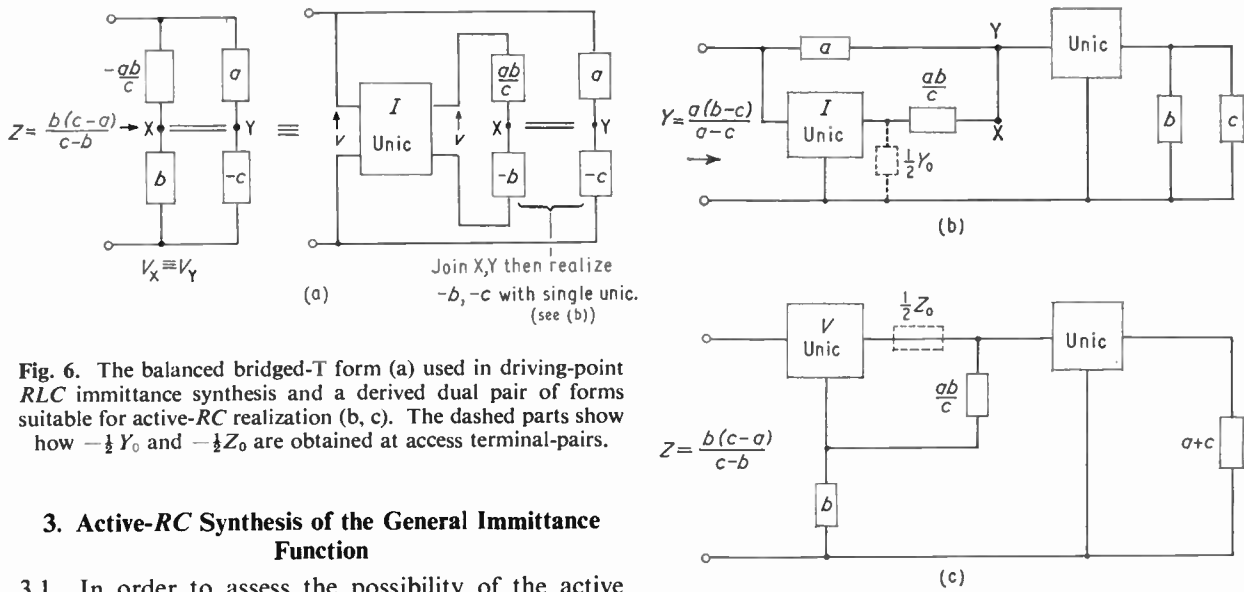 -ab/c
a
Z = b(c-a)/c-b
X
Y
b
-c
V_X ≡ V_Y
≡
v
I
Unic
v
ab/c
a
X
Y
-b
-c
Join X,Y then realize
-b, -c with single unic.
(see (b))
(a)
Fig. 6. The balanced bridged-T form (a) used in driving-point
RLC immittance synthesis and a derived dual pair of forms
suitable for active-RC realization (b, c). The dashed parts show
how −½ Y₀ and −½Z₀ are obtained at access terminal-pairs.
3. Active-RC Synthesis of the General Immittance
Function
3.1. In order to assess the possibility of the active
a
Y
Unic
ab/c
Y = a(b-c)/a-c
I
Unic
X
½Y₀
b
c
(b)
½Z₀
V
Unic
Unic
ab/c
Z = b(c-a)/c-b
a+c
b
(c)